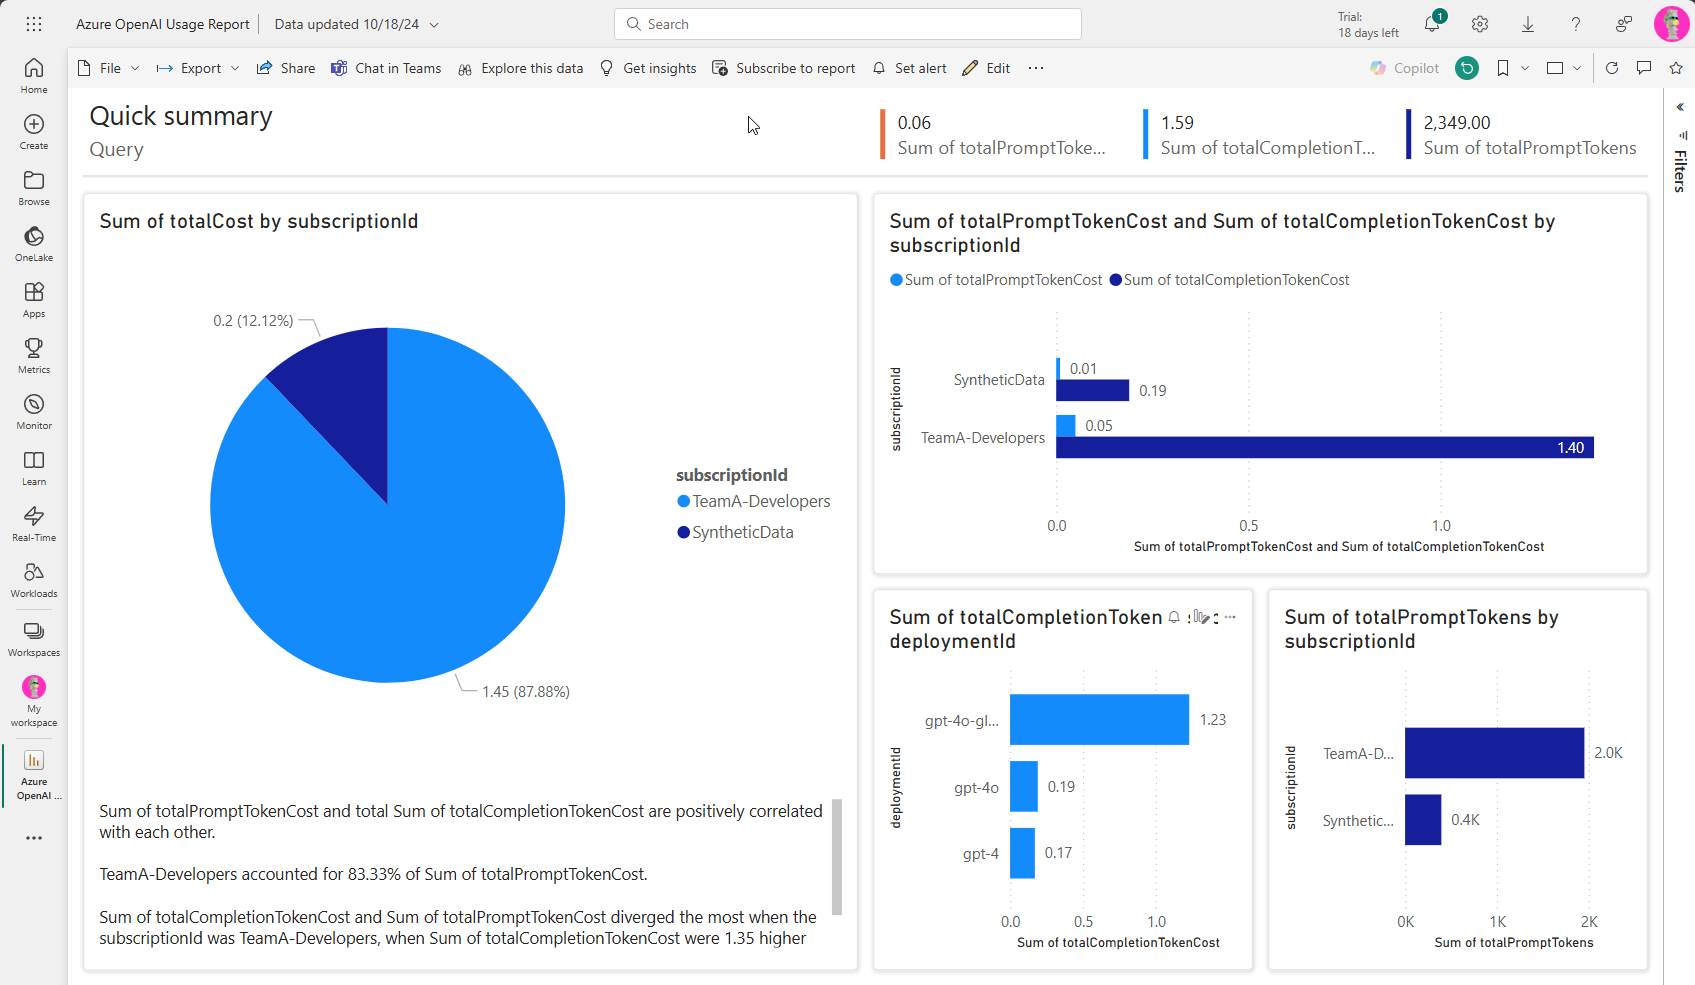 Azure OpenAI Usage Report
Data updated 10/18/24
Search
Trial:
18 days left
1
File
Export
Share
Chat in Teams
Explore this data
Get insights
Subscribe to report
Set alert
Edit
Copilot
Home
Create
Browse
OneLake
Apps
Metrics
Monitor
Learn
Real-Time
Workloads
Workspaces
My
workspace
Azure
OpenAI ...
Quick summary
Query
0.06
Sum of totalPromptToke...
1.59
Sum of totalCompletionT...
2,349.00
Sum of totalPromptTokens
Filters
Sum of totalCost by subscriptionId
0.2 (12.12%)
1.45 (87.88%)
subscriptionId
TeamA-Developers
SyntheticData
Sum of totalPromptTokenCost and total Sum of totalCompletionTokenCost are positively correlated
with each other.
TeamA-Developers accounted for 83.33% of Sum of totalPromptTokenCost.
Sum of totalCompletionTokenCost and Sum of totalPromptTokenCost diverged the most when the
subscriptionId was TeamA-Developers, when Sum of totalCompletionTokenCost were 1.35 higher
Sum of totalPromptTokenCost and Sum of totalCompletionTokenCost by
subscriptionId
Sum of totalPromptTokenCost
Sum of totalCompletionTokenCost
subscriptionId
SyntheticData
0.01
0.19
TeamA-Developers
0.05
1.40
0.0
0.5
1.0
Sum of totalPromptTokenCost and Sum of totalCompletionTokenCost
Sum of totalCompletionToken
deploymentId
deploymentId
gpt-4o-gl...
1.23
gpt-4o
0.19
gpt-4
0.17
0.0
0.5
1.0
Sum of totalCompletionTokenCost
Sum of totalPromptTokens by
subscriptionId
subscriptionId
TeamA-D...
2.0K
Synthetic...
0.4K
0K
1K
2K
Sum of totalPromptTokens